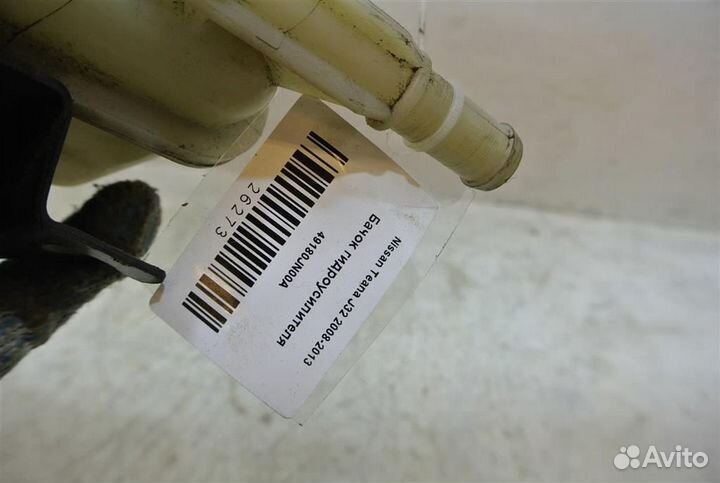 Nissan Teana J32 2008-2013
Бачок гидроусилителя
49180JN00A
26273
Avito